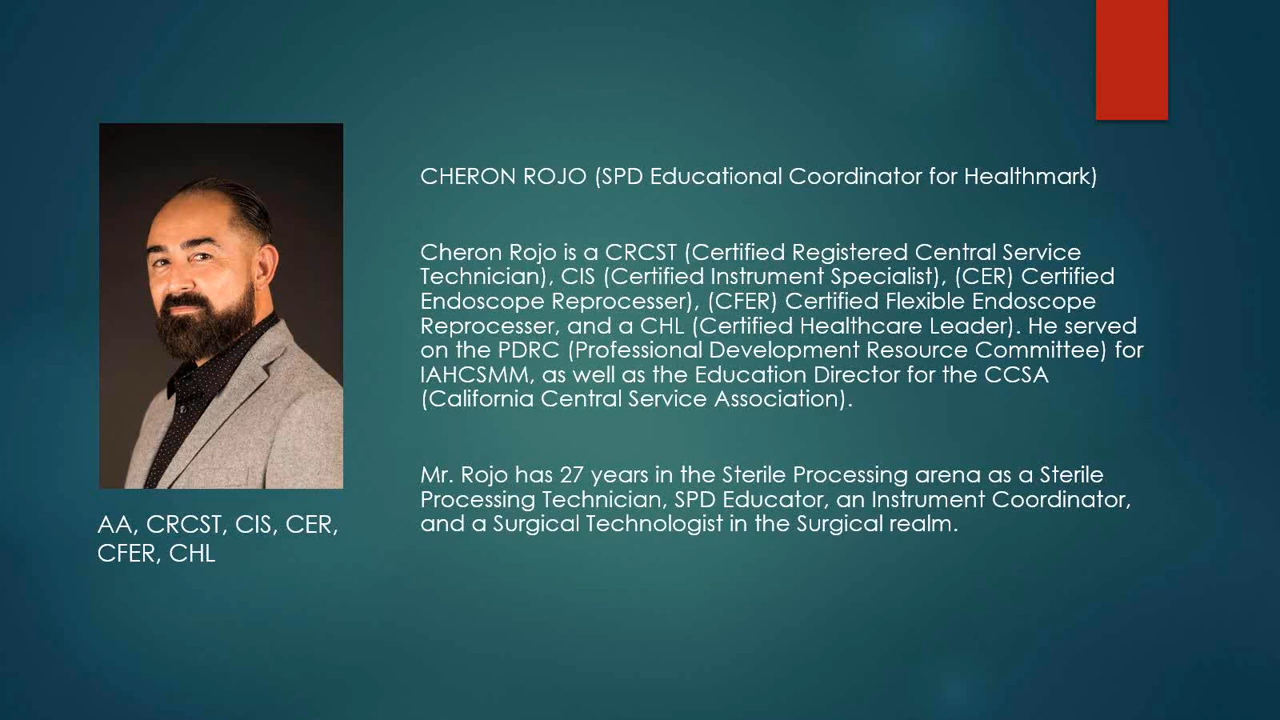 CHERON ROJO (SPD Educational Coordinator for Healthmark)
Cheron Rojo is a CRCST (Certified Registered Central Service
Technician), CIS (Certified Instrument Specialist), (CER) Certified
Endoscope Reprocesser), (CFER) Certified Flexible Endoscope
Reprocesser, and a CHL (Certified Healthcare Leader). He served
on the PDRC (Professional Development Resource Committee) for
IAHCSMM, as well as the Education Director for the CCSA
(California Central Service Association).
Mr. Rojo has 27 years in the Sterile Processing arena as a Sterile
Processing Technician, SPD Educator, an Instrument Coordinator,
and a Surgical Technologist in the Surgical realm.
AA, CRCST, CIS, CER,
CFER, CHL